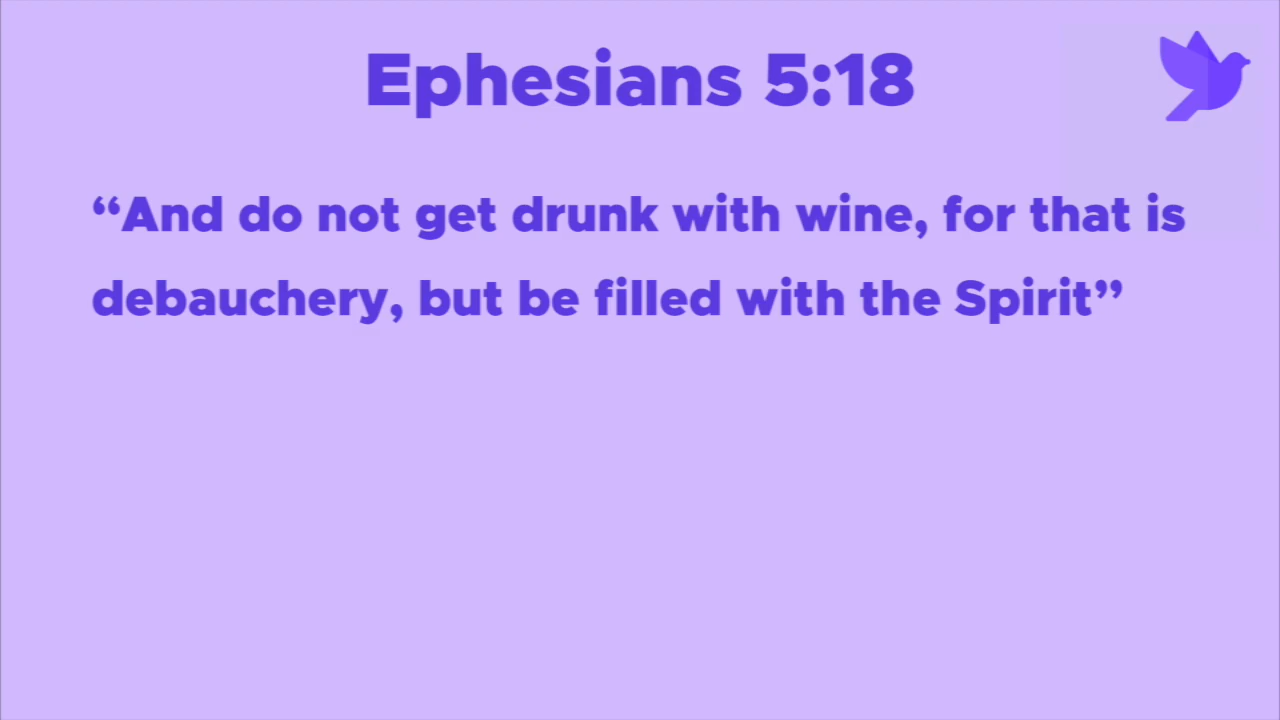 Ephesians 5:18
“And do not get drunk with wine, for that is
debauchery, but be filled with the Spirit”